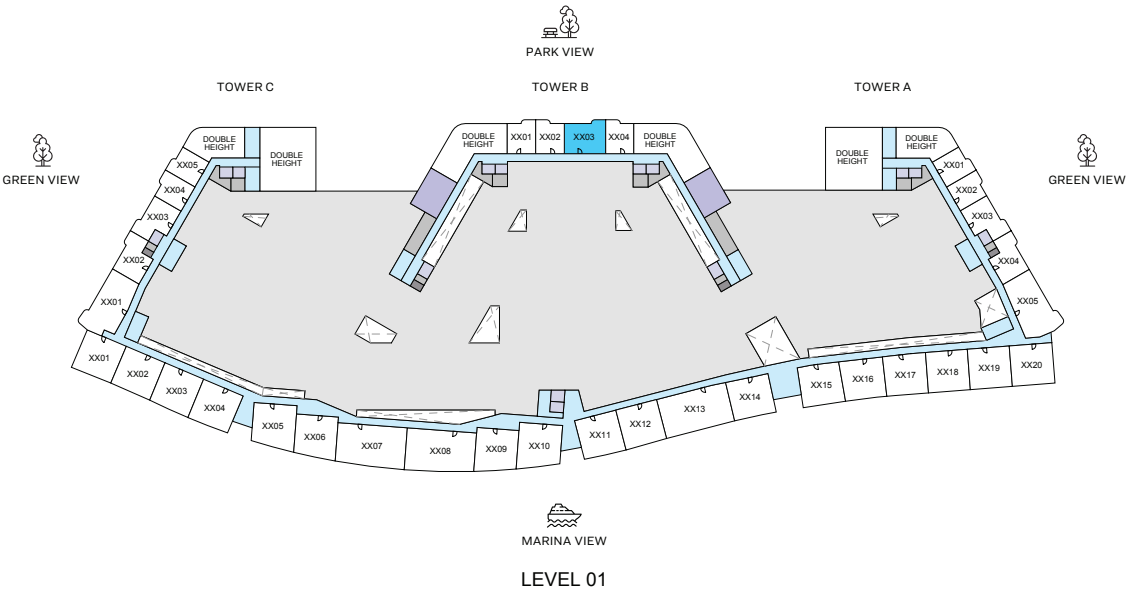 PARK VIEW
TOWER C
TOWER B
TOWER A
GREEN VIEW
GREEN VIEW
DOUBLE
HEIGHT
DOUBLE
HEIGHT
XX05
XX04
XX03
XX02
XX01
DOUBLE
HEIGHT
XX01
XX02
XX03
XX04
DOUBLE
HEIGHT
DOUBLE
HEIGHT
DOUBLE
HEIGHT
XX01
XX02
XX03
XX04
XX05
XX01
XX02
XX03
XX04
XX05
XX06
XX07
XX08
XX09
XX10
XX11
XX12
XX13
XX14
XX15
XX16
XX17
XX18
XX19
XX20
MARINA VIEW
LEVEL 01